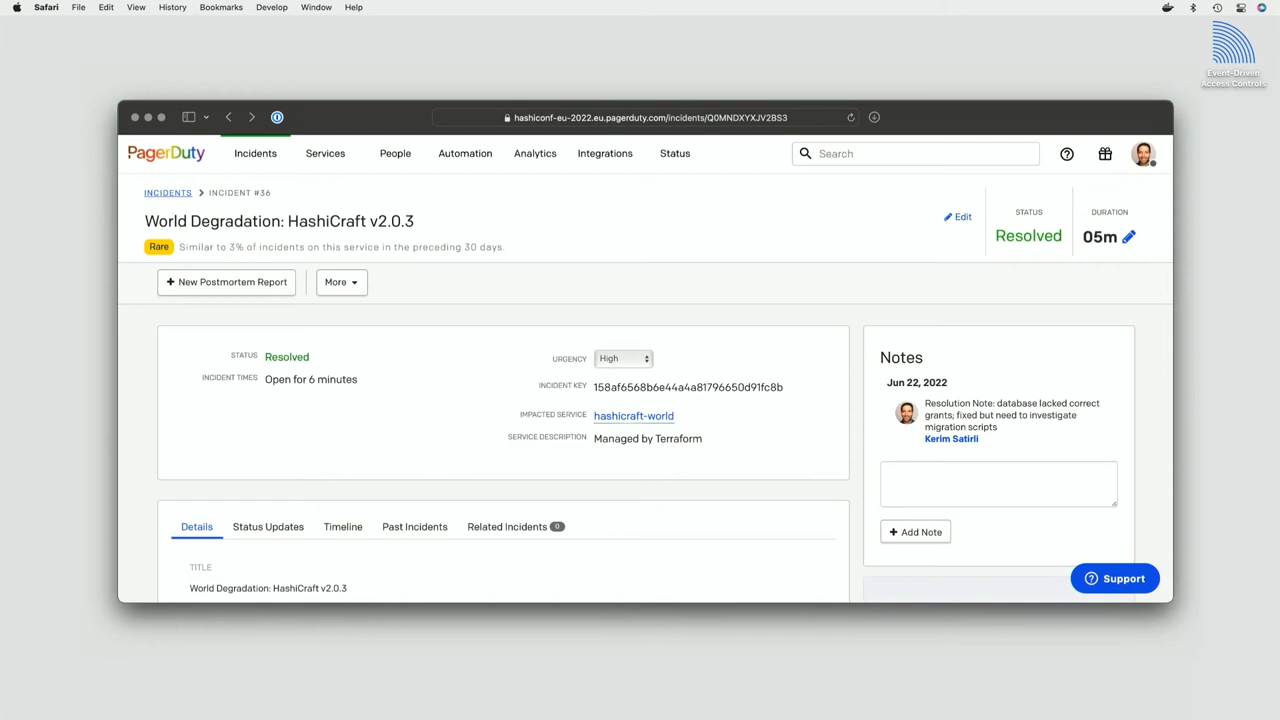 Safari File Edit View History Bookmarks Develop Window Help
Event-Driven
Access Controls
hashiconf-eu-2022.eu.pagerduty.com/incidents/Q0MNDXYXJV2BS3
PagerDuty Incidents Services People Automation Analytics Integrations Status Search
INCIDENTS > INCIDENT #36
World Degradation: HashiCraft v2.0.3
Rare Similar to 3% of incidents on this service in the preceding 30 days.
Edit
STATUS
Resolved
DURATION
05m
+ New Postmortem Report
More
STATUS Resolved
INCIDENT TIMES Open for 6 minutes
URGENCY High
INCIDENT KEY 158af6568b6e44a4a81796650d91fc8b
IMPACTED SERVICE hashicraft-world
SERVICE DESCRIPTION Managed by Terraform
Notes
Jun 22, 2022
Resolution Note: database lacked correct
grants; fixed but need to investigate
migration scripts
Kerim Satirli
+ Add Note
Details Status Updates Timeline Past Incidents Related Incidents 0
TITLE
World Degradation: HashiCraft v2.0.3
Support